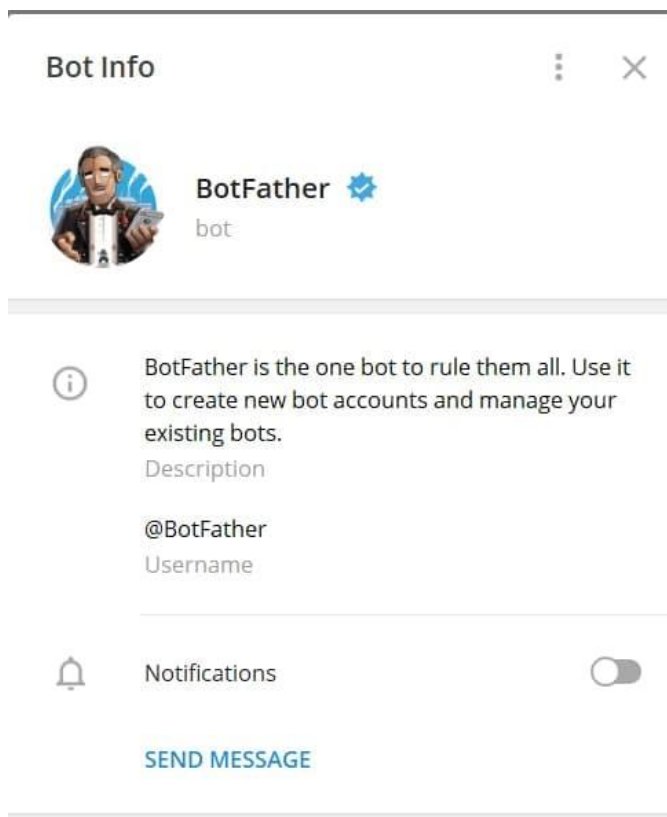 Bot Info
BotFather
bot
BotFather is the one bot to rule them all. Use it
to create new bot accounts and manage your
existing bots.
Description
@BotFather
Username
Notifications
SEND MESSAGE